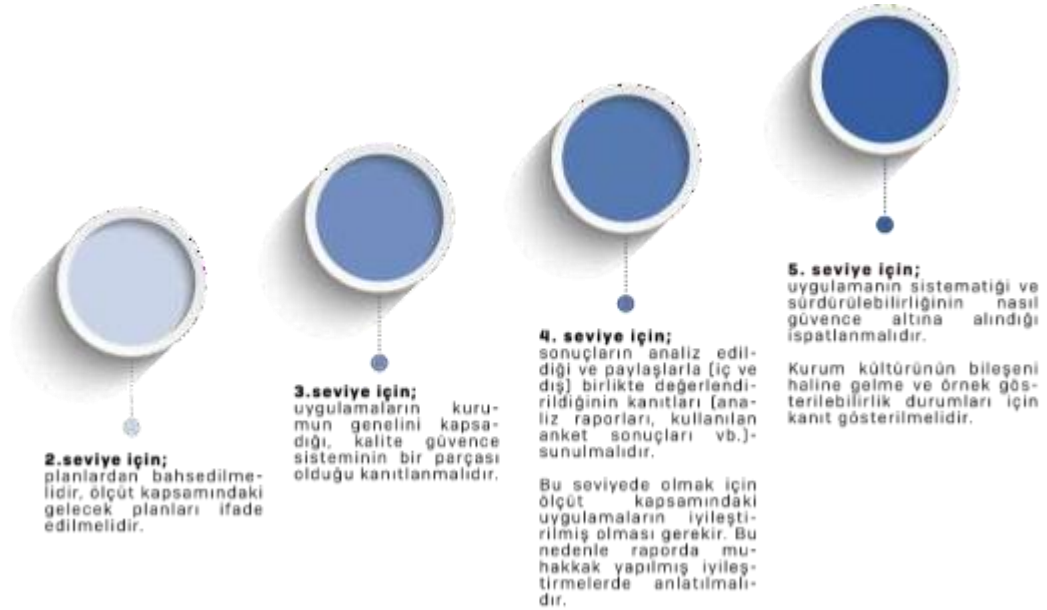 2.seviye için;
planlardan bahsedilme-
lidir, ölçüt kapsamındaki
gelecek planları ifade
edilmelidir.
3.seviye için;
uygulamaların kuru-
mun genelini kapsa-
dığı, kalite güvence
sisteminin bir parçası
olduğu kanıtlanmalıdır.
4. seviye için;
sonuçların analiz edil-
diği ve paylaşlarla (iç ve
dış) birlikte değerlendi-
rildiğinin kanıtları (ana-
liz raporları, kullanılan
anket sonuçları vb.)-
sunulmalıdır.
Bu seviyede olmak için
ölçüt kapsamındaki
uygulamaların iyileşti-
rilmiş olması gerekir. Bu
nedenle raporda mu-
hakkak yapılmış iyileş-
tirmelerde anlatılmalı-
dır.
5. seviye için;
uygulamanın sistematiği ve
sürdürülebilirliğinin nasıl
güvence altına alındığı
ispatlanmalıdır.
Kurum kültürünün bileşeni
haline gelme ve örnek gös-
terilebilirlik durumları için
kanıt gösterilmelidir.